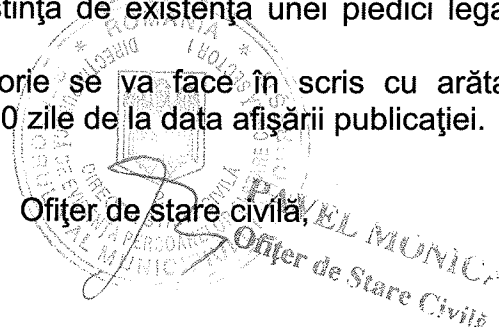 ştinţa de existenţa unei piedici lega
orie se va face în scris cu arăta
0 zile de la data afişării publicaţiei.
Ofiţer de stare civilă,
PAVEL MONICA
Ofiţer de Stare Civilă
ROMÂNIA